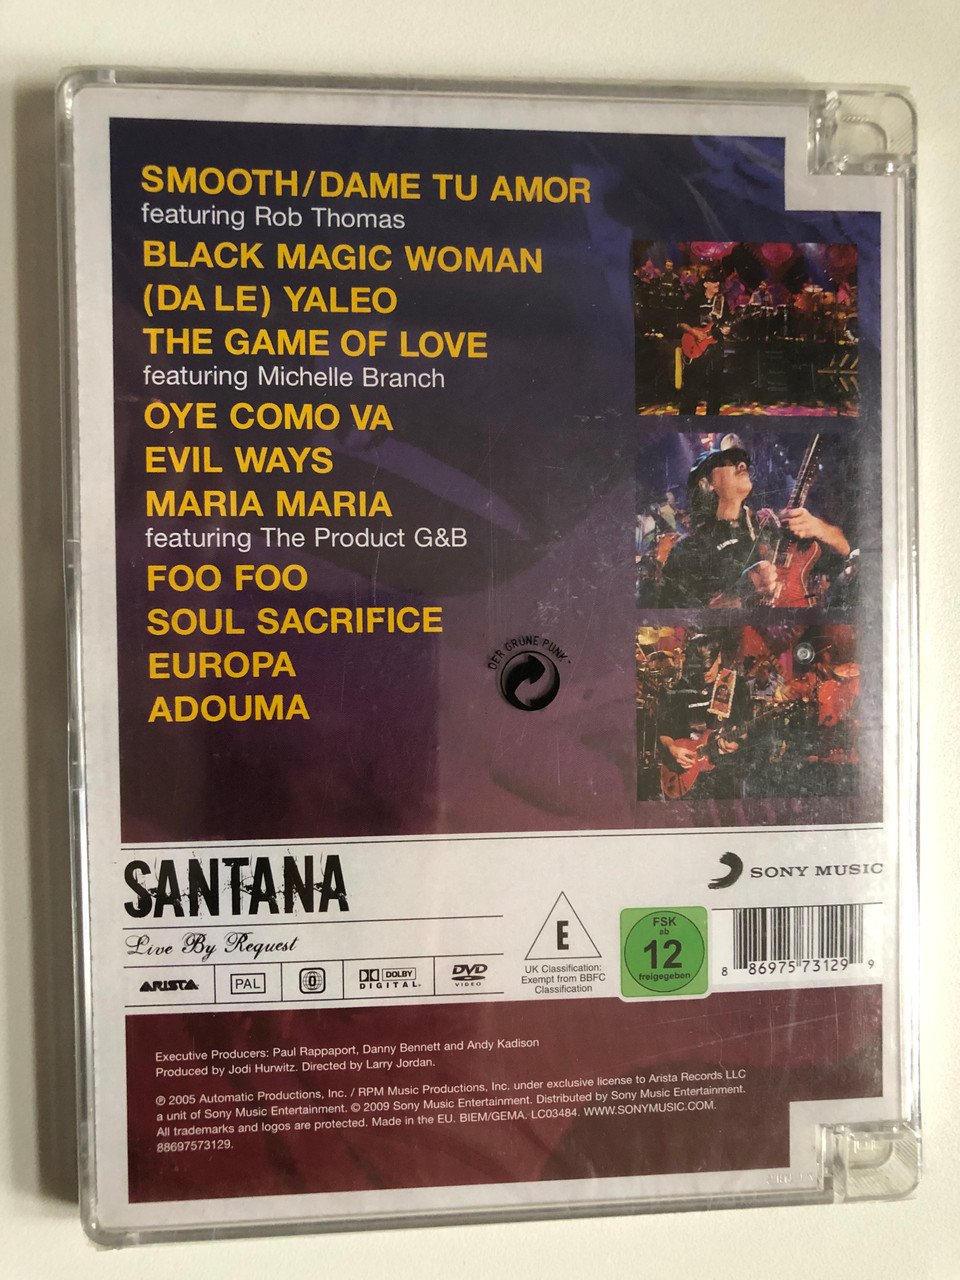 SMOOTH/DAME TU AMOR
featuring Rob Thomas
BLACK MAGIC WOMAN
(DA LE) YALEO
THE GAME OF LOVE
featuring Michelle Branch
OYE COMO VA
EVIL WAYS
MARIA MARIA
featuring The Product G&B
FOO FOO
SOUL SACRIFICE
EUROPA
ADOUMA
DER GRÜNE PUNK
SANTANA
Live By Request
ARISTA
PAL
0
DOLBY
DIGITAL
DVD
VIDEO
E
UK Classification:
Exempt from BBFC
Classification
FSK
ab
12
freigegeben
SONY MUSIC
8 86975 73129 9
Executive Producers: Paul Rappaport, Danny Bennett and Andy Kadison
Produced by Jodi Hurwitz. Directed by Larry Jordan.
℗ 2005 Automatic Productions, Inc. / RPM Music Productions, Inc. under exclusive license to Arista Records LLC
a unit of Sony Music Entertainment. © 2009 Sony Music Entertainment. Distributed by Sony Music Entertainment.
All trademarks and logos are protected. Made in the EU. BIEM/GEMA. LC03484. WWW.SONYMUSIC.COM.
88697573129.